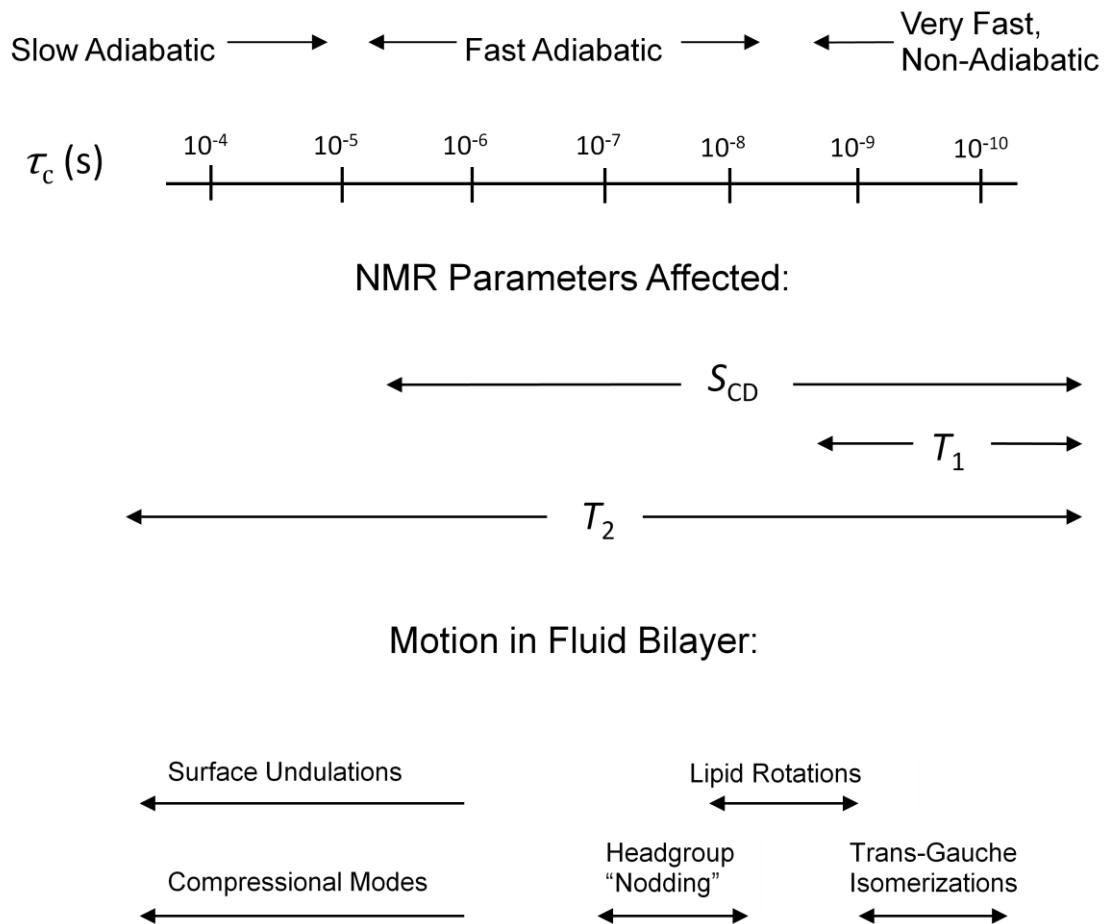 Slow Adiabatic
Fast Adiabatic
Very Fast,
Non-Adiabatic
τc (s)
10-4 10-5 10-6 10-7 10-8 10-9 10-10
NMR Parameters Affected:
SCD
T1
T2
Motion in Fluid Bilayer:
Surface Undulations
Lipid Rotations
Compressional Modes
Headgroup
“Nodding”
Trans-Gauche
Isomerizations